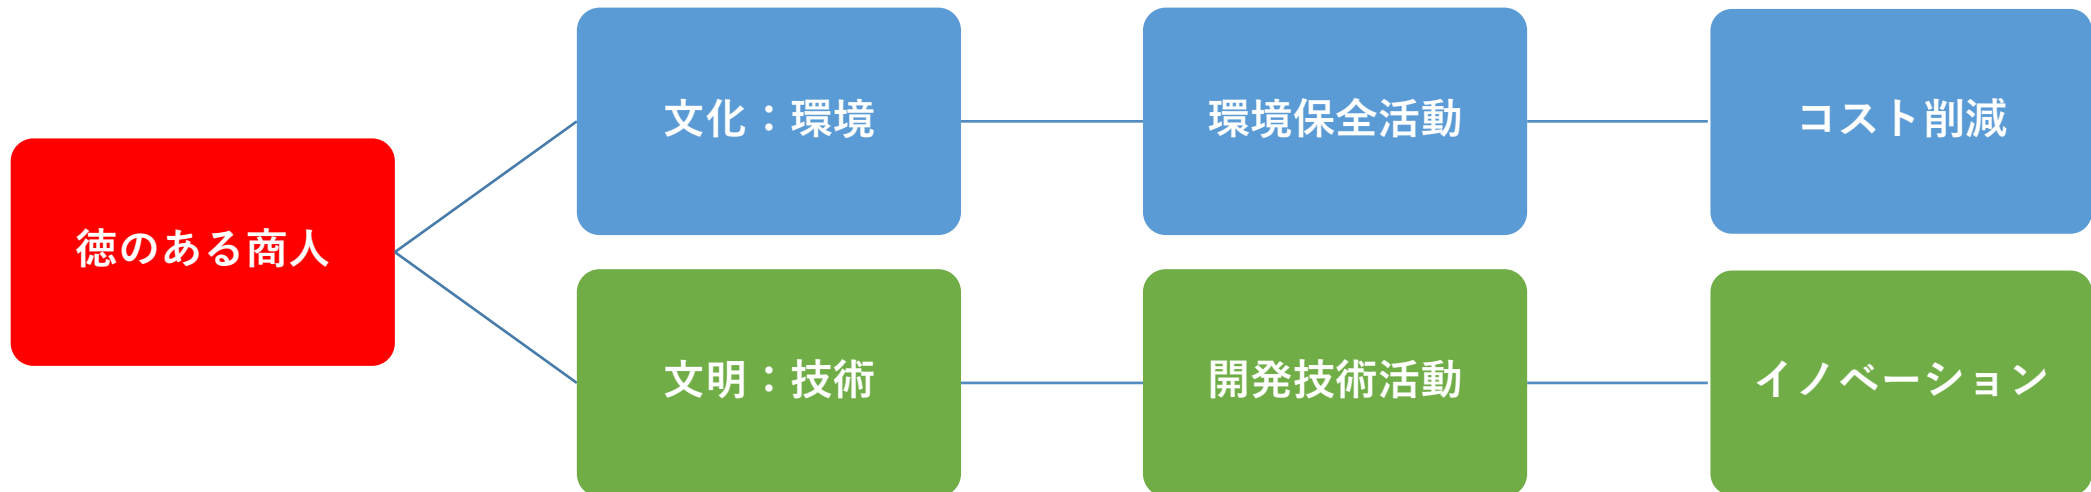 徳のある商人
文化：環境
環境保全活動
コスト削減
文明：技術
開発技術活動
イノベーション